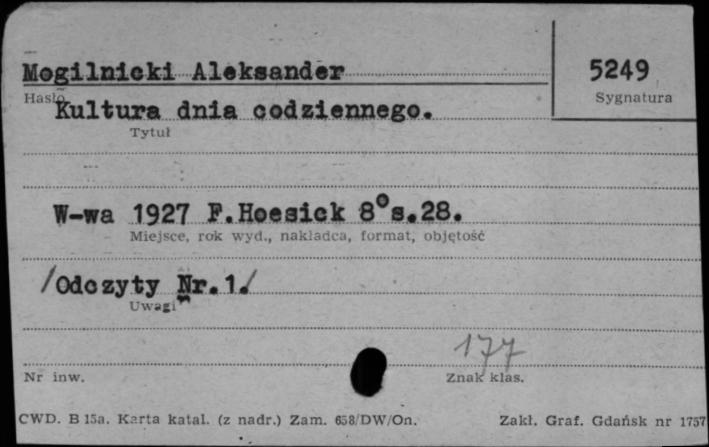 Mogilnicki Aleksander 5249
Hasło Sygnatura
Kultura dnia codziennego.
Tytuł
W-wa 1927 F.Hoesick 8° s.28.
Miejsce, rok wyd., nakładca, format, objętość
/Odczyty Nr.1./
Uwagi
177
Nr inw. Znak klas.
CWD. B 15a. Karta katal. (z nadr.) Zam. 658/DW/On. Zakł. Graf. Gdańsk nr 1757